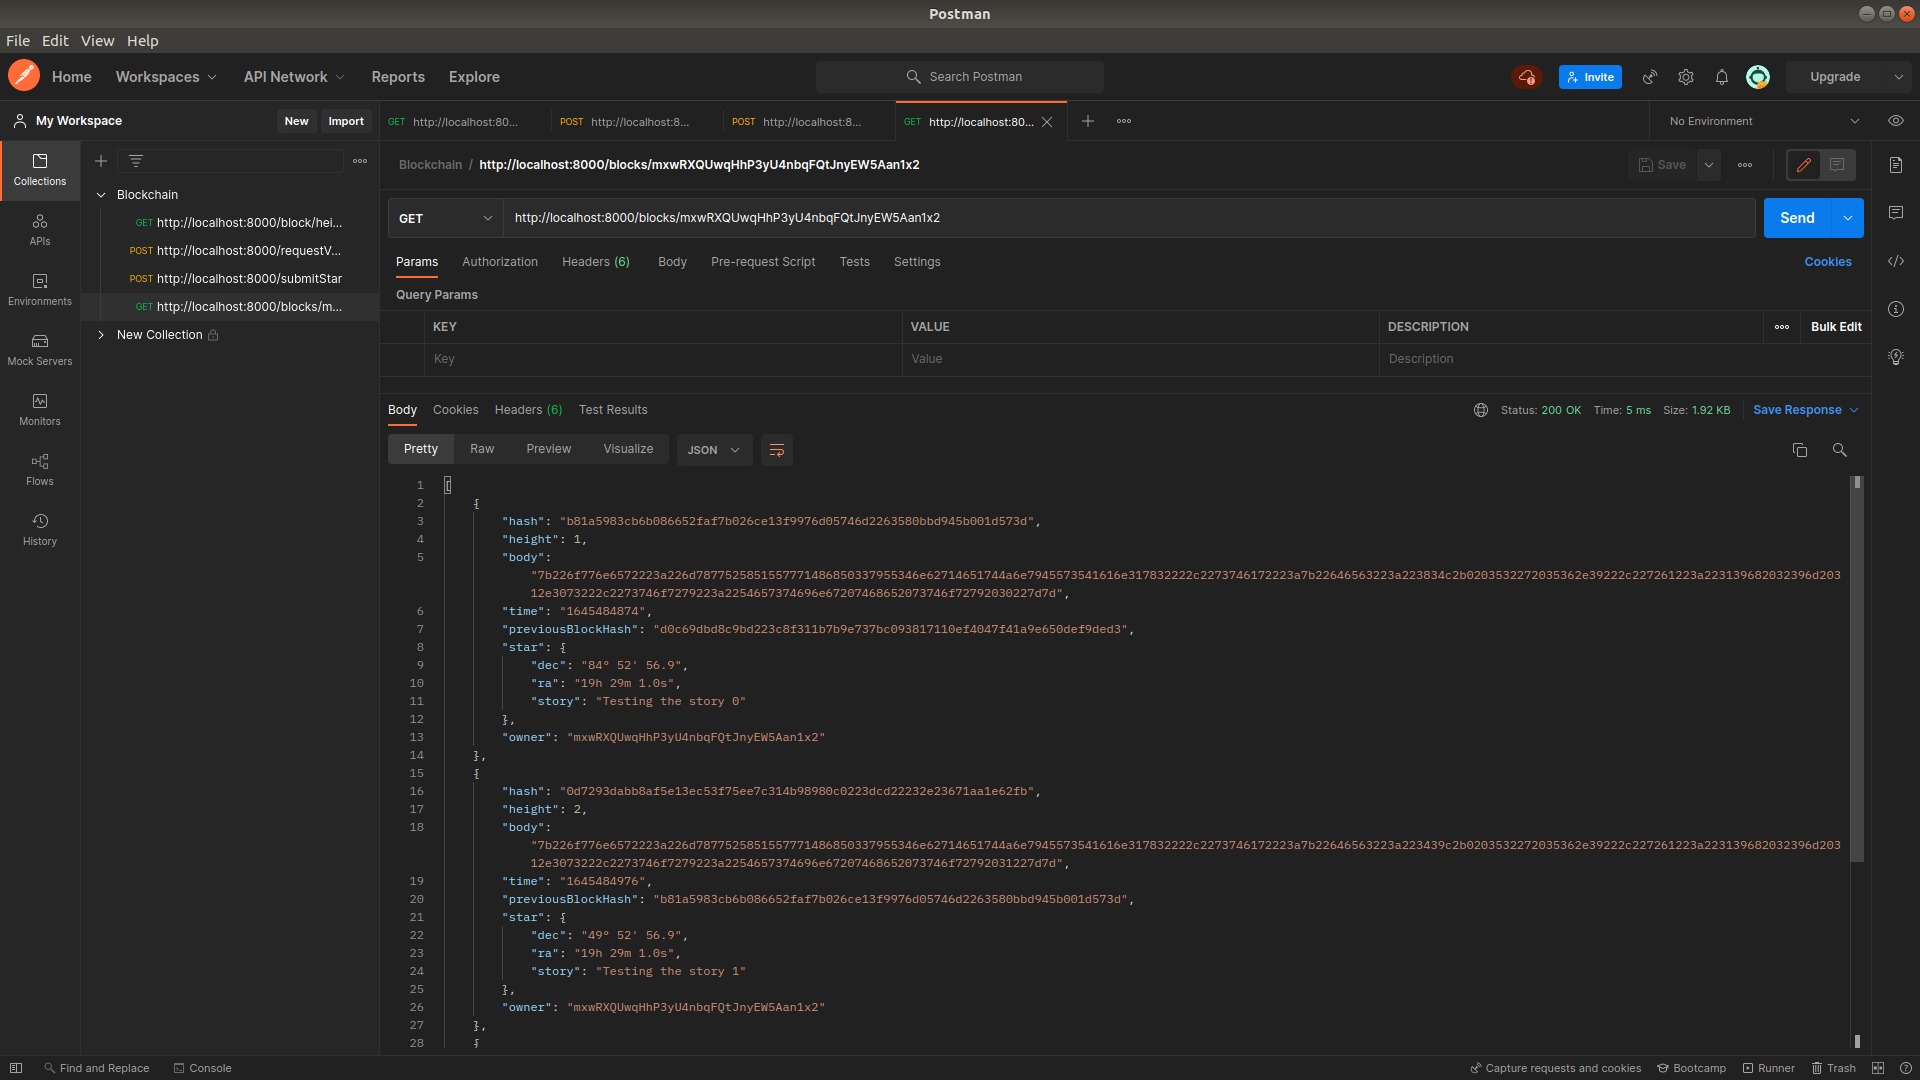 Postman
File Edit View Help
Home Workspaces API Network Reports Explore Search Postman Invite Upgrade
My Workspace New Import GET http://localhost:80... POST http://localhost:8... POST http://localhost:8... GET http://localhost:80... No Environment
Blockchain / http://localhost:8000/blocks/mxwRXQUwqHhP3yU4nbqFQtJnyEW5Aan1x2 Save
Collections
APIs
Environments
Mock Servers
Monitors
Flows
History
Blockchain
GET http://localhost:8000/block/hei...
POST http://localhost:8000/requestV...
POST http://localhost:8000/submitStar
GET http://localhost:8000/blocks/m...
New Collection
GET http://localhost:8000/blocks/mxwRXQUwqHhP3yU4nbqFQtJnyEW5Aan1x2 Send
Params Authorization Headers (6) Body Pre-request Script Tests Settings Cookies
Query Params
KEY VALUE DESCRIPTION Bulk Edit
Key Value Description
Body Cookies Headers (6) Test Results Status: 200 OK Time: 5 ms Size: 1.92 KB Save Response
Pretty Raw Preview Visualize JSON
1 [
2 {
3 "hash": "b81a5983cb6b086652faf7b026ce13f9976d05746d2263580bbd945b001d573d",
4 "height": 1,
5 "body":
"7b226f776e6572223a226d787752585155777148685033795534​6e62714651744a6e7945573541616e317832222c2273746172223a7b22646563223a223834c2b0203532272035362e39222c227261223a223139682032396d203
12e3073222c2273746f7279223a2254657374696e67207468652073746f72792030227d7d",
6 "time": "1645484874",
7 "previousBlockHash": "d0c69dbd8c9bd223c8f311b7b9e737bc093817110ef4047f41a9e650def9ded3",
8 "star": {
9 "dec": "84° 52' 56.9",
10 "ra": "19h 29m 1.0s",
11 "story": "Testing the story 0"
12 },
13 "owner": "mxwRXQUwqHhP3yU4nbqFQtJnyEW5Aan1x2"
14 },
15 {
16 "hash": "0d7293dabb8af5e13ec53f75ee7c314b98980c0223dcd22232e23671aa1e62fb",
17 "height": 2,
18 "body":
"7b226f776e6572223a226d7877525851557771486850337955346e62714651744a6e7945573541616e317832222c2273746172223a7b22646563223a223439c2b0203532272035362e39222c227261223a223139682032396d203
12e3073222c2273746f7279223a2254657374696e67207468652073746f72792031227d7d",
19 "time": "1645484976",
20 "previousBlockHash": "b81a5983cb6b086652faf7b026ce13f9976d05746d2263580bbd945b001d573d",
21 "star": {
22 "dec": "49° 52' 56.9",
23 "ra": "19h 29m 1.0s",
24 "story": "Testing the story 1"
25 },
26 "owner": "mxwRXQUwqHhP3yU4nbqFQtJnyEW5Aan1x2"
27 },
28 {
Find and Replace Console Capture requests and cookies Bootcamp Runner Trash